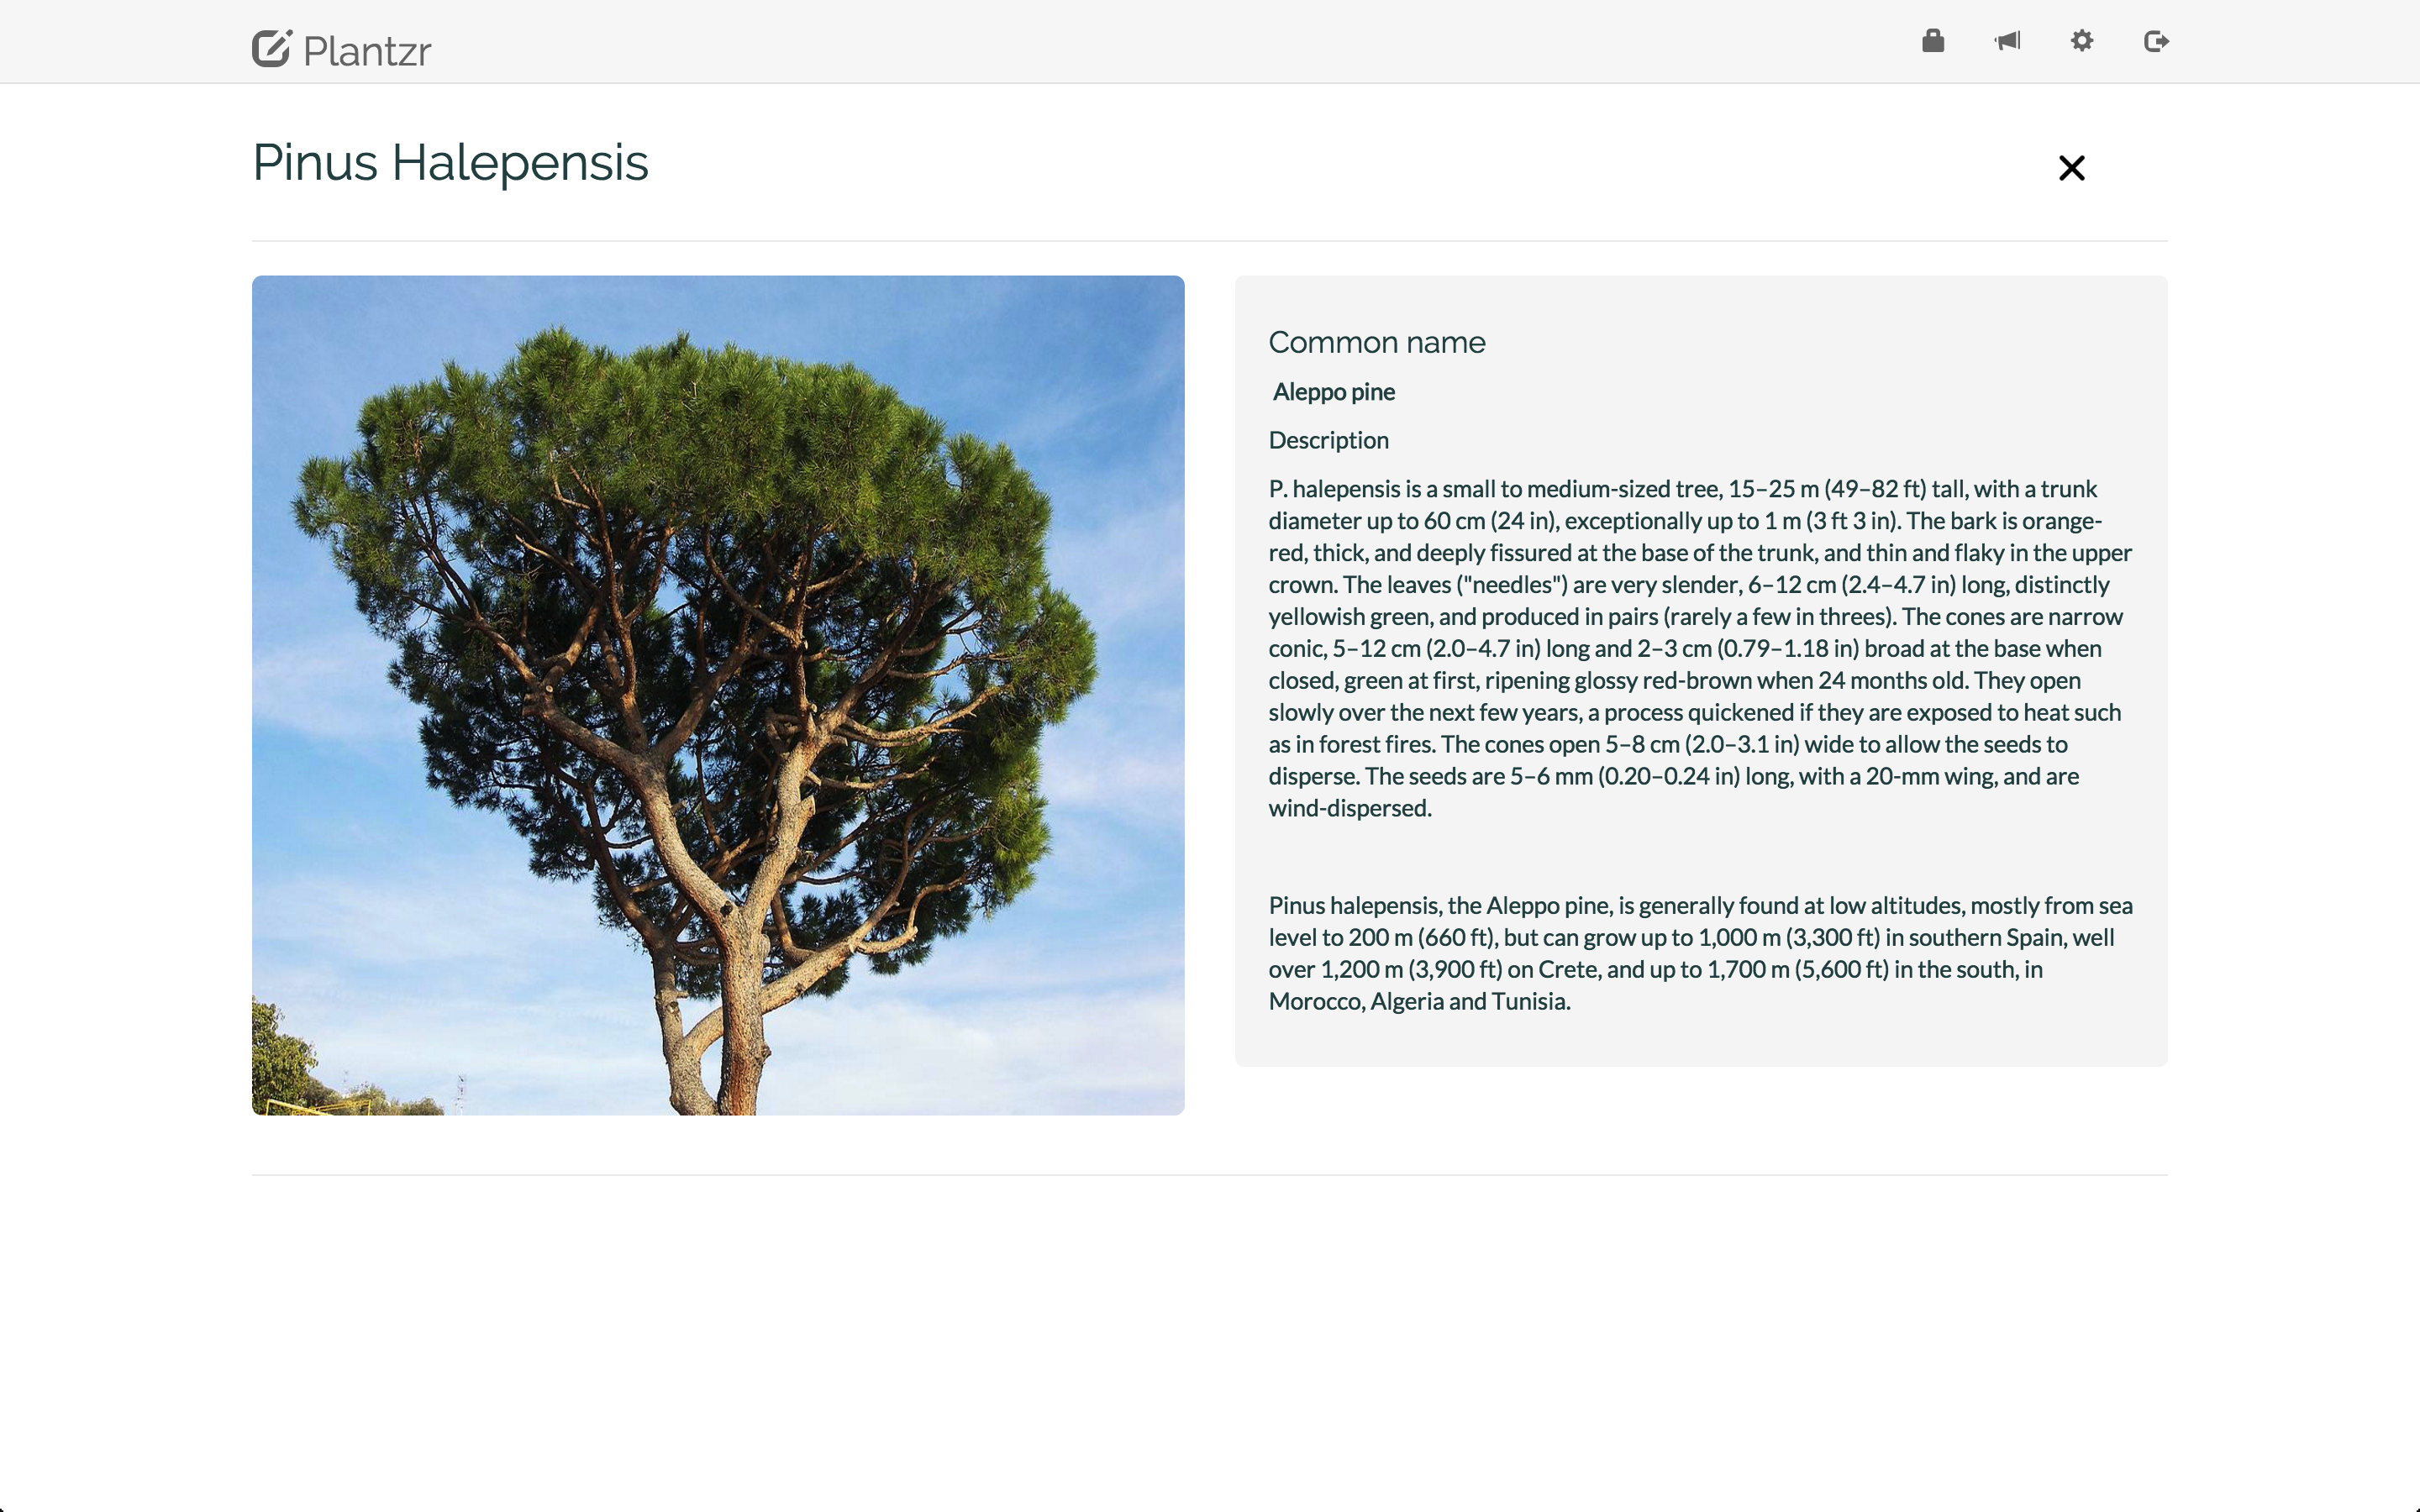 Plantzr
Pinus Halepensis
Common name
Aleppo pine
Description
P. halepensis is a small to medium-sized tree, 15–25 m (49–82 ft) tall, with a trunk
diameter up to 60 cm (24 in), exceptionally up to 1 m (3 ft 3 in). The bark is orange-
red, thick, and deeply fissured at the base of the trunk, and thin and flaky in the upper
crown. The leaves ("needles") are very slender, 6–12 cm (2.4–4.7 in) long, distinctly
yellowish green, and produced in pairs (rarely a few in threes). The cones are narrow
conic, 5–12 cm (2.0–4.7 in) long and 2–3 cm (0.79–1.18 in) broad at the base when
closed, green at first, ripening glossy red-brown when 24 months old. They open
slowly over the next few years, a process quickened if they are exposed to heat such
as in forest fires. The cones open 5–8 cm (2.0–3.1 in) wide to allow the seeds to
disperse. The seeds are 5–6 mm (0.20–0.24 in) long, with a 20-mm wing, and are
wind-dispersed.
Pinus halepensis, the Aleppo pine, is generally found at low altitudes, mostly from sea
level to 200 m (660 ft), but can grow up to 1,000 m (3,300 ft) in southern Spain, well
over 1,200 m (3,900 ft) on Crete, and up to 1,700 m (5,600 ft) in the south, in
Morocco, Algeria and Tunisia.